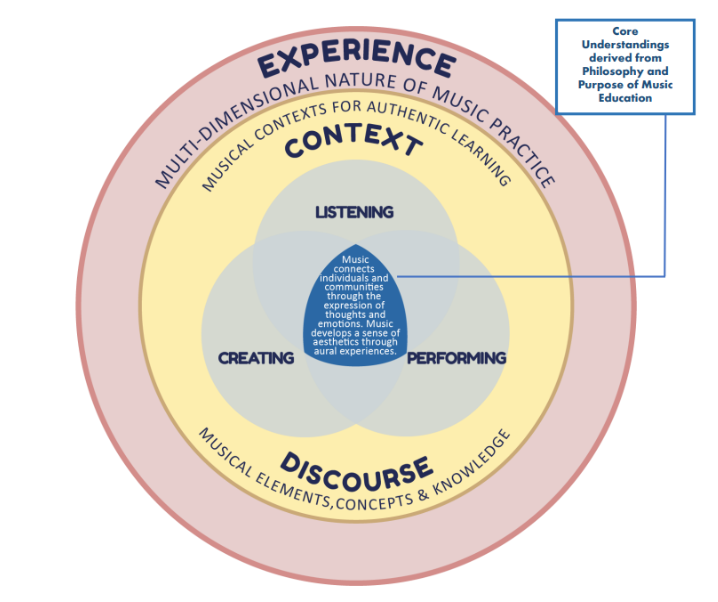 Core
Understandings
derived from
Philosophy and
Purpose of Music
Education
EXPERIENCE
MULTI-DIMENSIONAL NATURE OF MUSIC PRACTICE
MUSICAL CONTEXTS FOR AUTHENTIC LEARNING
CONTEXT
LISTENING
Music
connects
individuals and
communities
through the
expression of
thoughts and
emotions. Music
develops a sense of
aesthetics through
aural experiences.
CREATING
PERFORMING
DISCOURSE
MUSICAL ELEMENTS,CONCEPTS & KNOWLEDGE